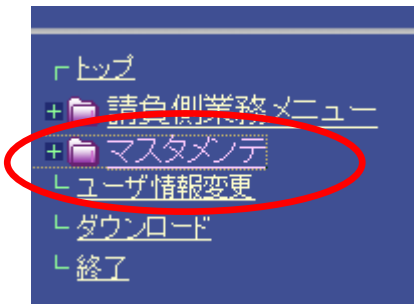 トップ
請負側業務メニュー
マスタメンテ
ユーザ情報変更
ダウンロード
終了